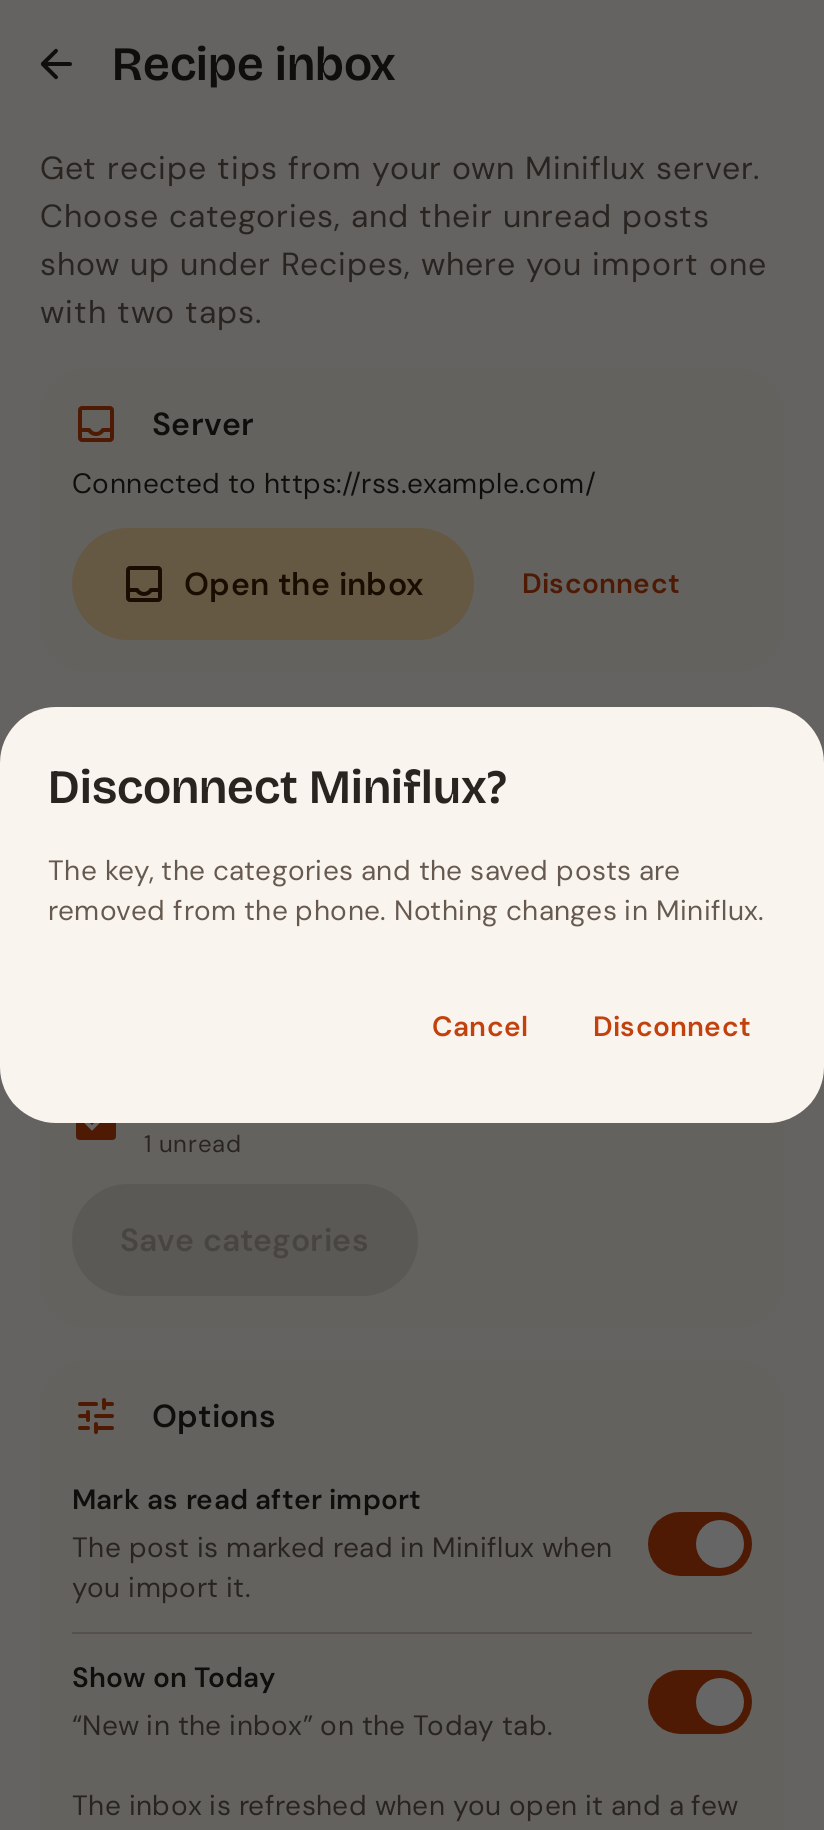 Recipe inbox
Get recipe tips from your own Miniflux server.
Choose categories, and their unread posts
show up under Recipes, where you import one
with two taps.
Server
Connected to https://rss.example.com/
Open the inbox
Disconnect
Disconnect Miniflux?
The key, the categories and the saved posts are
removed from the phone. Nothing changes in Miniflux.
Cancel
Disconnect
1 unread
Save categories
Options
Mark as read after import
The post is marked read in Miniflux when
you import it.
Show on Today
“New in the inbox” on the Today tab.
The inbox is refreshed when you open it and a few